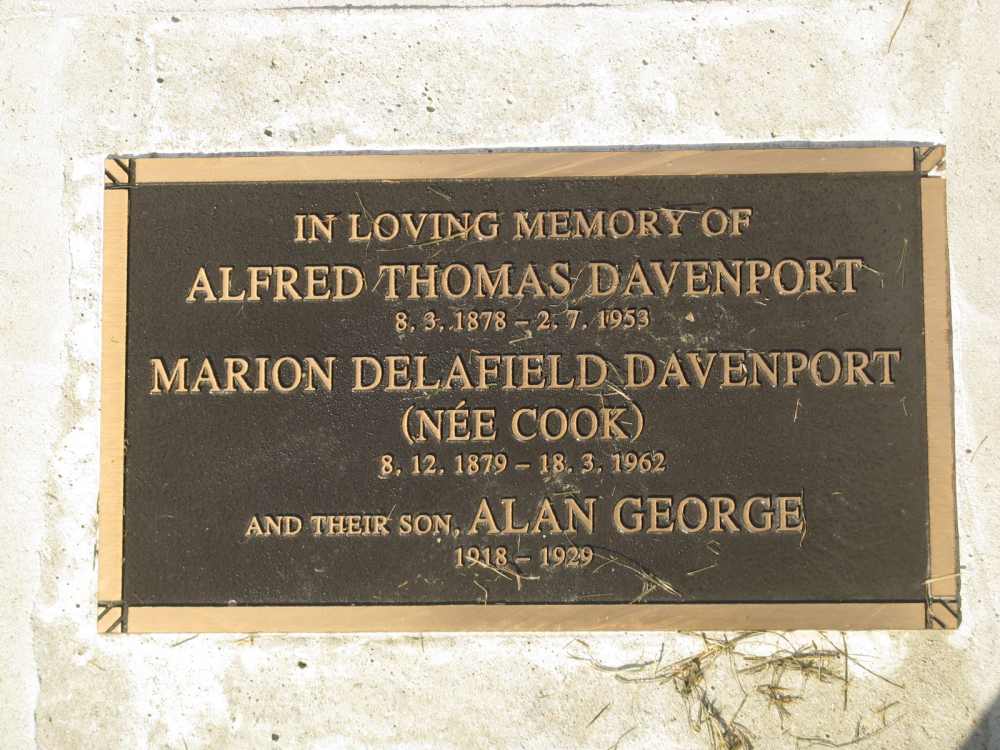 IN LOVING MEMORY OF
ALFRED THOMAS DAVENPORT
8. 3. 1878 – 2. 7. 1953
MARION DELAFIELD DAVENPORT
(NÉE COOK)
8. 12. 1879 – 18. 3. 1962
AND THEIR SON, ALAN GEORGE
1918 – 1929